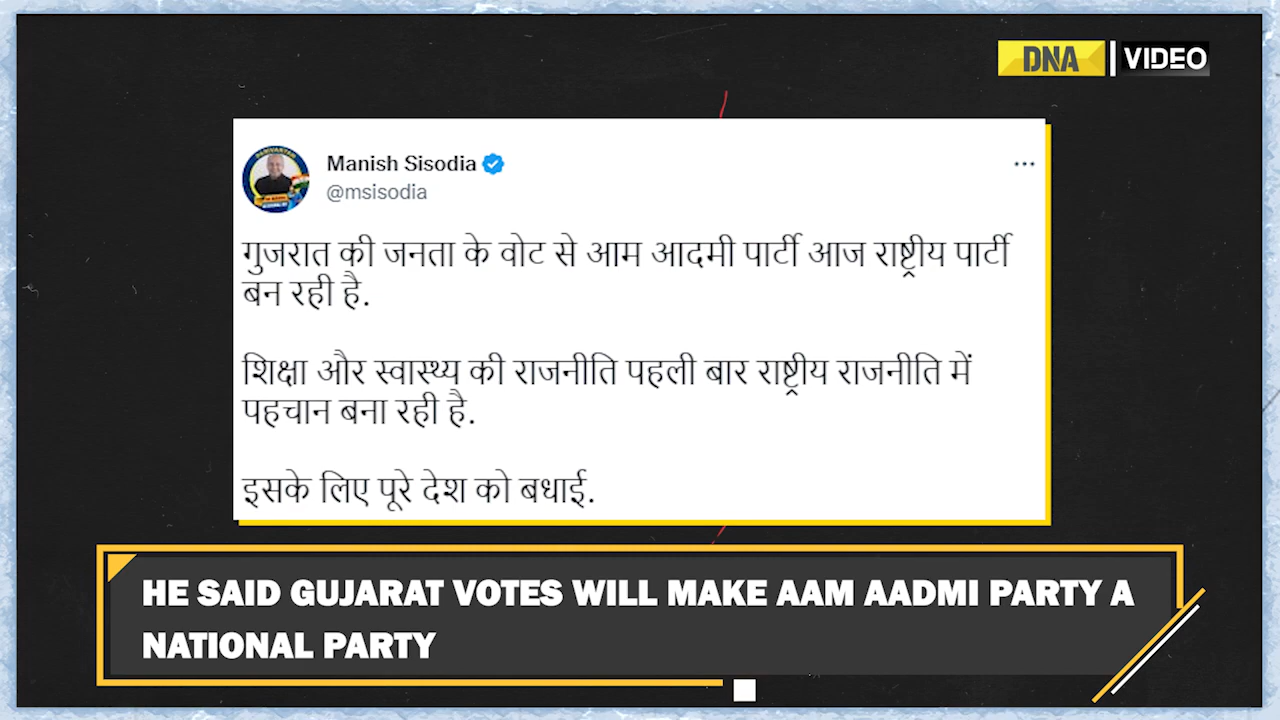 DNA VIDEO
Manish Sisodia
@msisodia
गुजरात की जनता के वोट से आम आदमी पार्टी आज राष्ट्रीय पार्टी
बन रही है.
शिक्षा और स्वास्थ्य की राजनीति पहली बार राष्ट्रीय राजनीति में
पहचान बना रही है.
इसके लिए पूरे देश को बधाई.
HE SAID GUJARAT VOTES WILL MAKE AAM AADMI PARTY A
NATIONAL PARTY